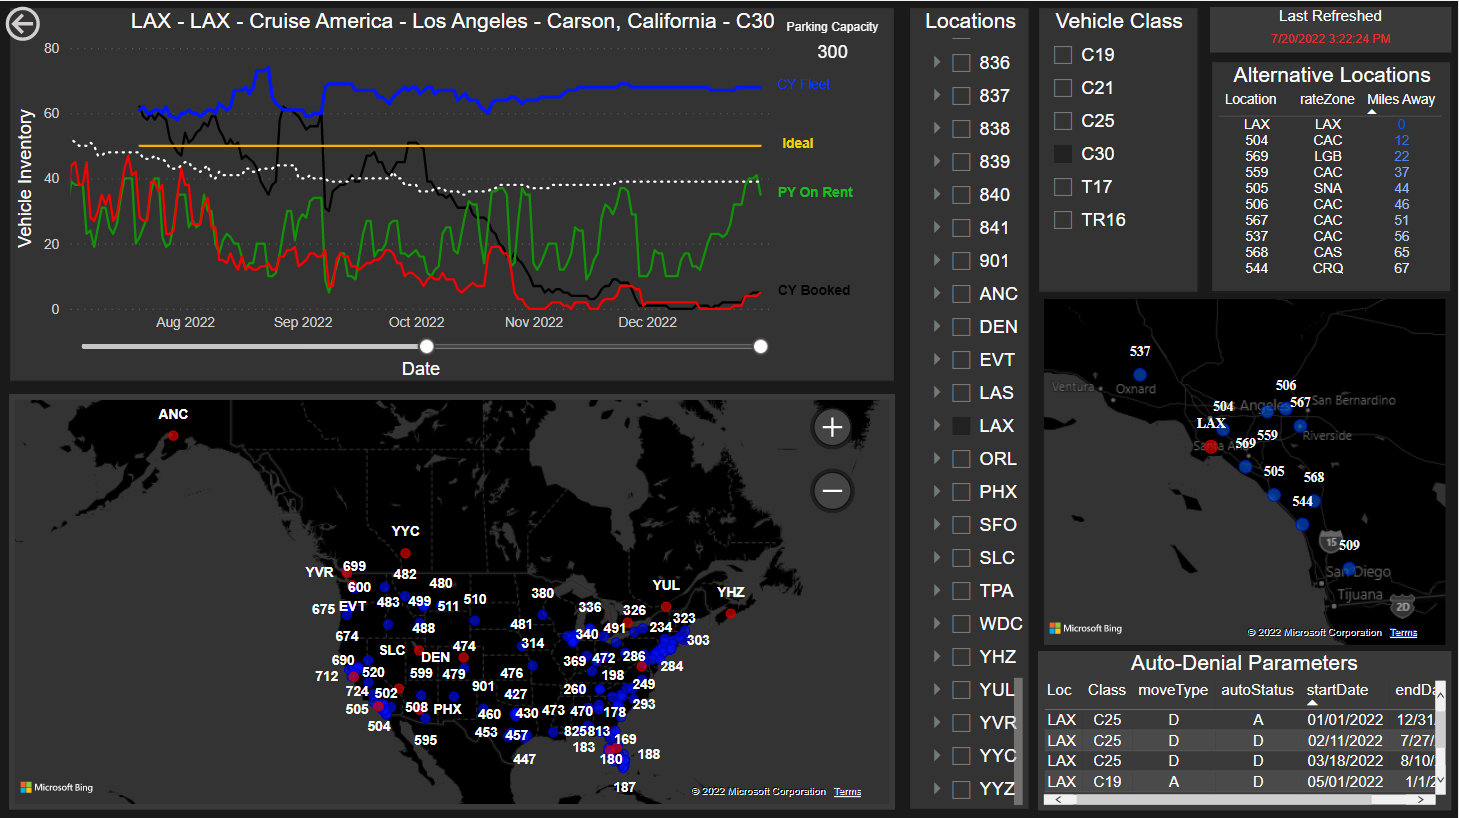 LAX - LAX - Cruise America - Los Angeles - Carson, California - C30
Parking Capacity
300
Vehicle Inventory
80
60
40
20
0
CY Fleet
Ideal
PY On Rent
CY Booked
Aug 2022 Sep 2022 Oct 2022 Nov 2022 Dec 2022
Date
ANC
YYC
YVR 699
600 482 480
675 EVT 483 499 511 510 380
674 488 481 314 336 326 YUL YHZ
491 234 323
340 303
SLC DEN 474
690 520 599 479 476 369 472 286 284
712 901 198
724 502 427 260 249
505 508 PHX 460 430 473 470 178 293
504 453 457 825 813 169
595 183 180 188
447 187
Microsoft Bing
© 2022 Microsoft Corporation Terms
Locations
836
837
838
839
840
841
901
ANC
DEN
EVT
LAS
LAX
ORL
PHX
SFO
SLC
TPA
WDC
YHZ
YUL
YVR
YYC
YYZ
Vehicle Class
C19
C21
C25
C30
T17
TR16
Last Refreshed
7/20/2022 3:22:24 PM
Alternative Locations
Location rateZone Miles Away
LAX LAX 0
504 CAC 12
569 LGB 22
559 CAC 37
505 SNA 44
506 CAC 46
567 CAC 51
537 CAC 56
568 CAS 65
544 CRQ 67
537
Ventura Oxnard
506
504 Angeles 567 San Bernardino
LAX 559 Riverside
Santa Ana 569
505 568
544
15 509
San Diego
Tijuana 2D
Microsoft Bing
© 2022 Microsoft Corporation Terms
Auto-Denial Parameters
Loc Class moveType autoStatus startDate endDa
LAX C25 D A 01/01/2022 12/31/
LAX C25 D D 02/11/2022 7/27/
LAX C25 D D 03/18/2022 8/10/
LAX C19 A D 05/01/2022 1/1/2